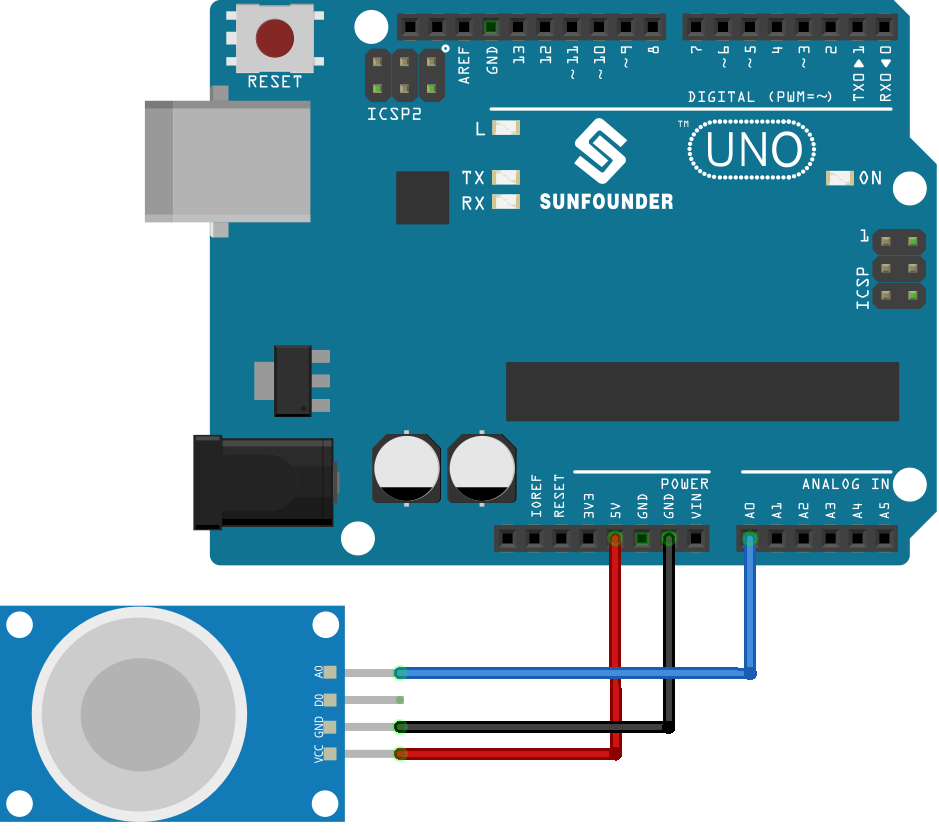 RESET
AREF
GND
13
12
~11
~10
~9
8
7
~6
~5
4
~3
2
TX0▶1
RX0◀0
ICSP2
DIGITAL (PWM=~)
L
TX
RX
™
UNO
SUNFOUNDER
ON
1
ICSP
POWER
ANALOG IN
IOREF
RESET
3V3
5V
GND
GND
VIN
A0
A1
A2
A3
A4
A5
AO
DO
GND
VCC